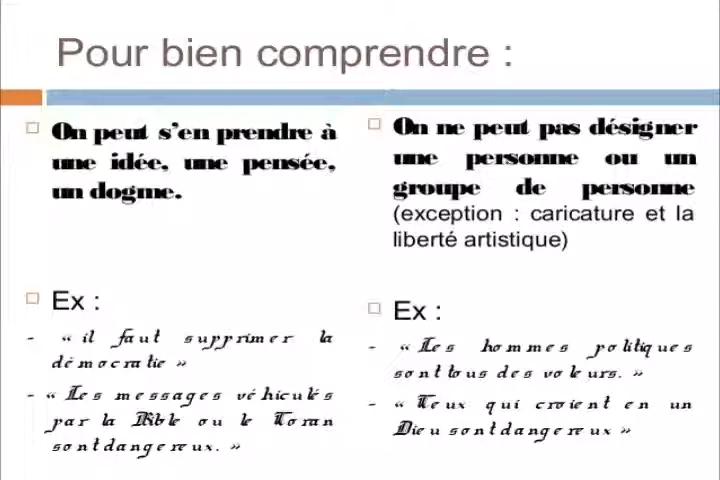 Pour bien comprendre :
On peut s'en prendre à
une idée, une pensée,
un dogme.
Ex :
- « il faut supprimer la
démocratie »
- « Les messages véhiculés
par la Bible ou le Coran
sont dangereux. »
On ne peut pas désigner
une personne ou un
groupe de personne
(exception : caricature et la
liberté artistique)
Ex :
- « Les hommes politiques
sont tous des voleurs. »
- « Ceux qui croient en un
Dieu sont dangereux »